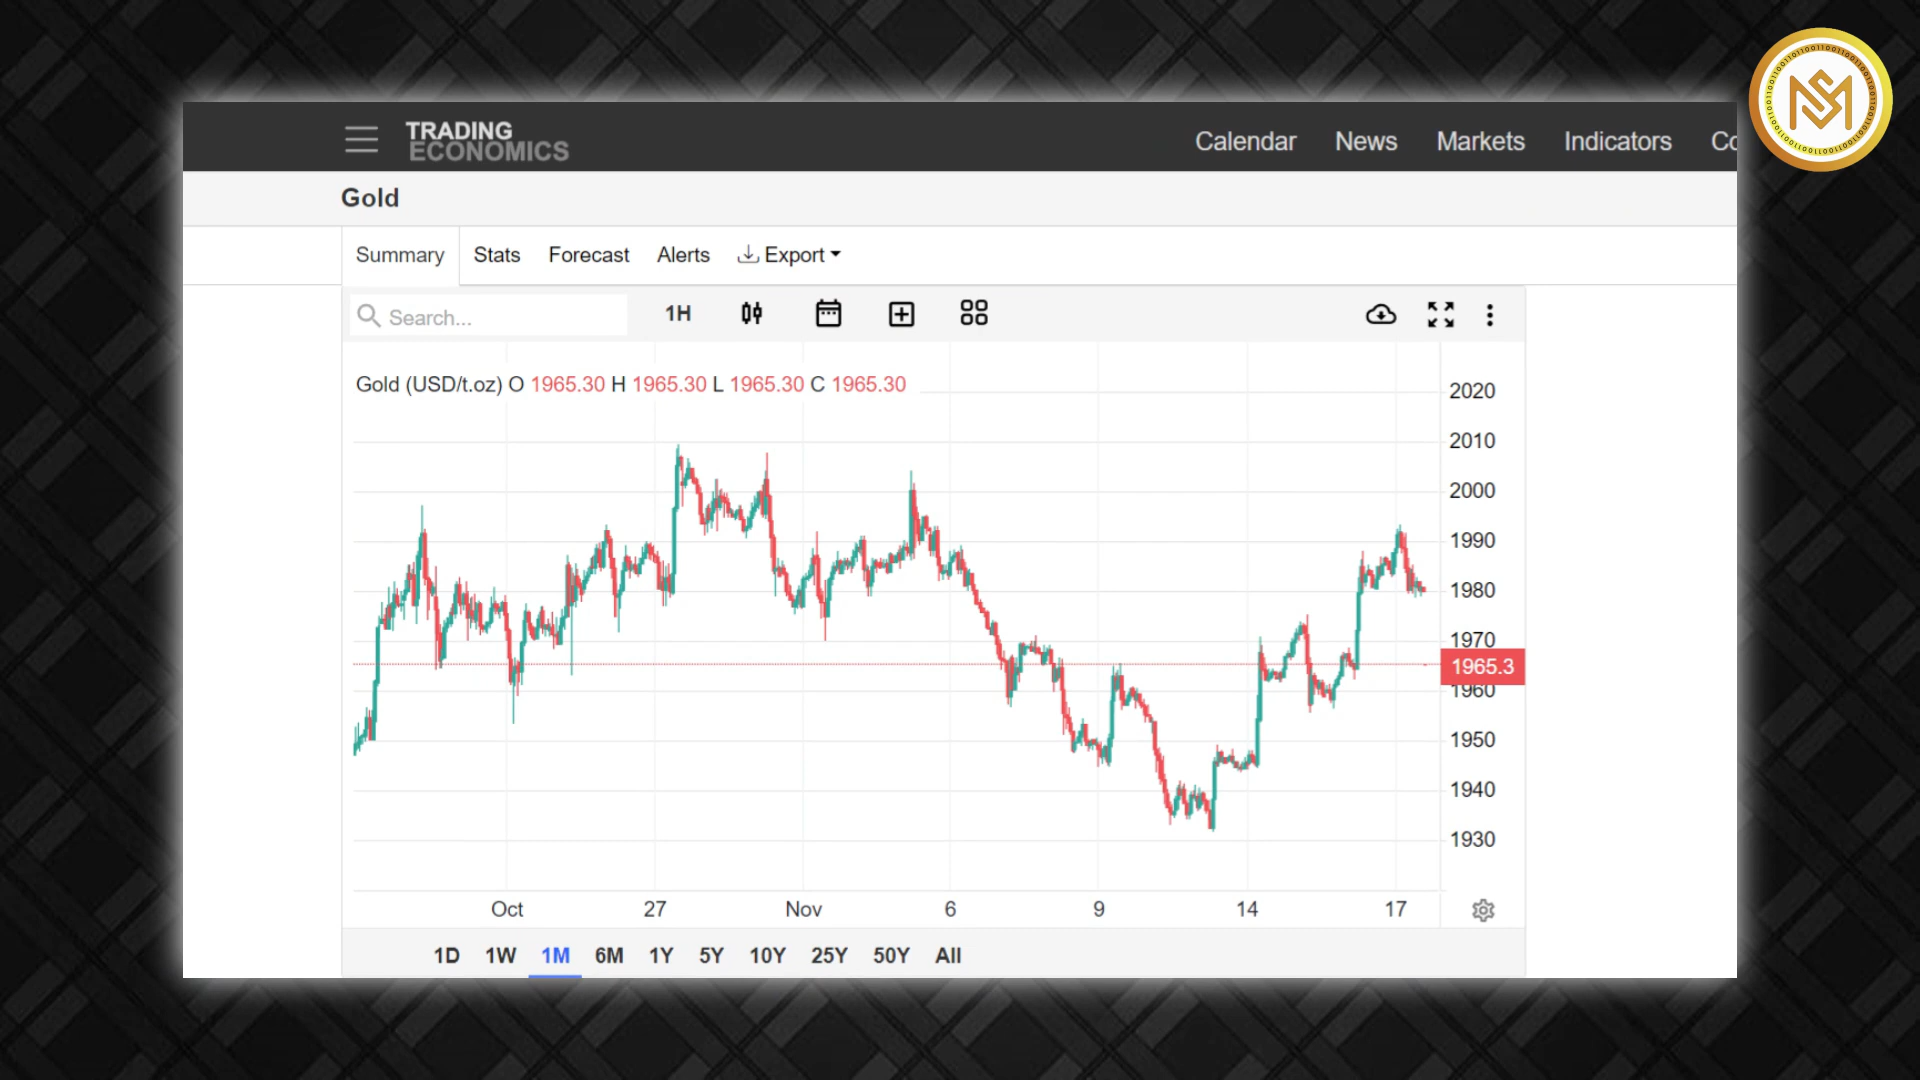 TRADING
ECONOMICS
Calendar News Markets Indicators Co
Gold
Summary Stats Forecast Alerts Export
Search... 1H
Gold (USD/t.oz) O 1965.30 H 1965.30 L 1965.30 C 1965.30
2020
2010
2000
1990
1980
1970
1965.3
1960
1950
1940
1930
Oct 27 Nov 6 9 14 17
1D 1W 1M 6M 1Y 5Y 10Y 25Y 50Y All